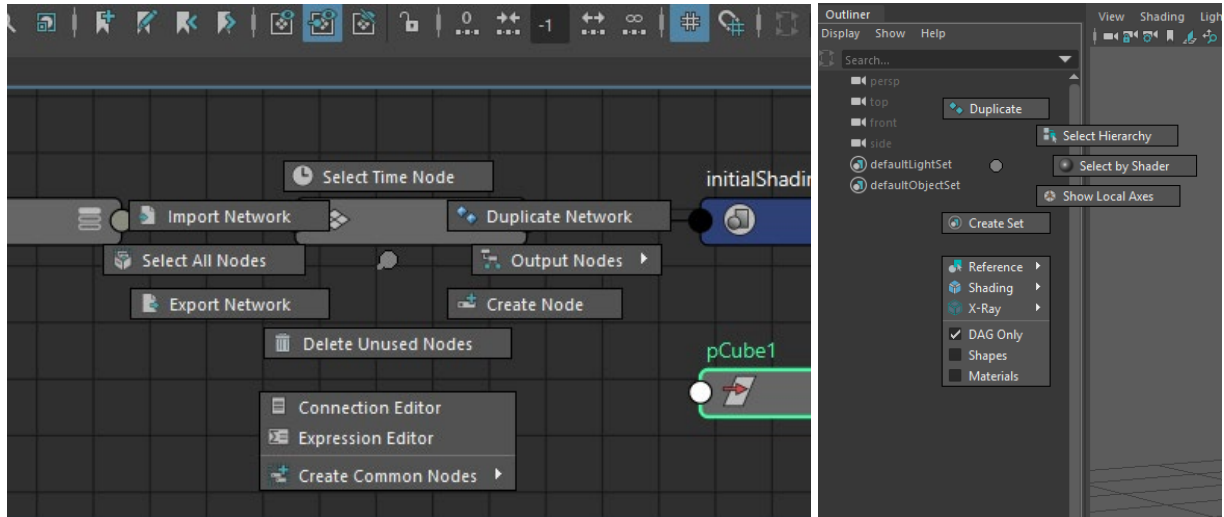 0
-1
∞
Select Time Node
initialShadin
Import Network
Duplicate Network
Select All Nodes
Output Nodes
Export Network
Create Node
Delete Unused Nodes
pCube1
Connection Editor
Expression Editor
Create Common Nodes
Outliner
Display Show Help
Search...
persp
top
front
side
defaultLightSet
defaultObjectSet
Duplicate
Select Hierarchy
Select by Shader
Show Local Axes
Create Set
Reference
Shading
X-Ray
DAG Only
Shapes
Materials
View Shading Ligh